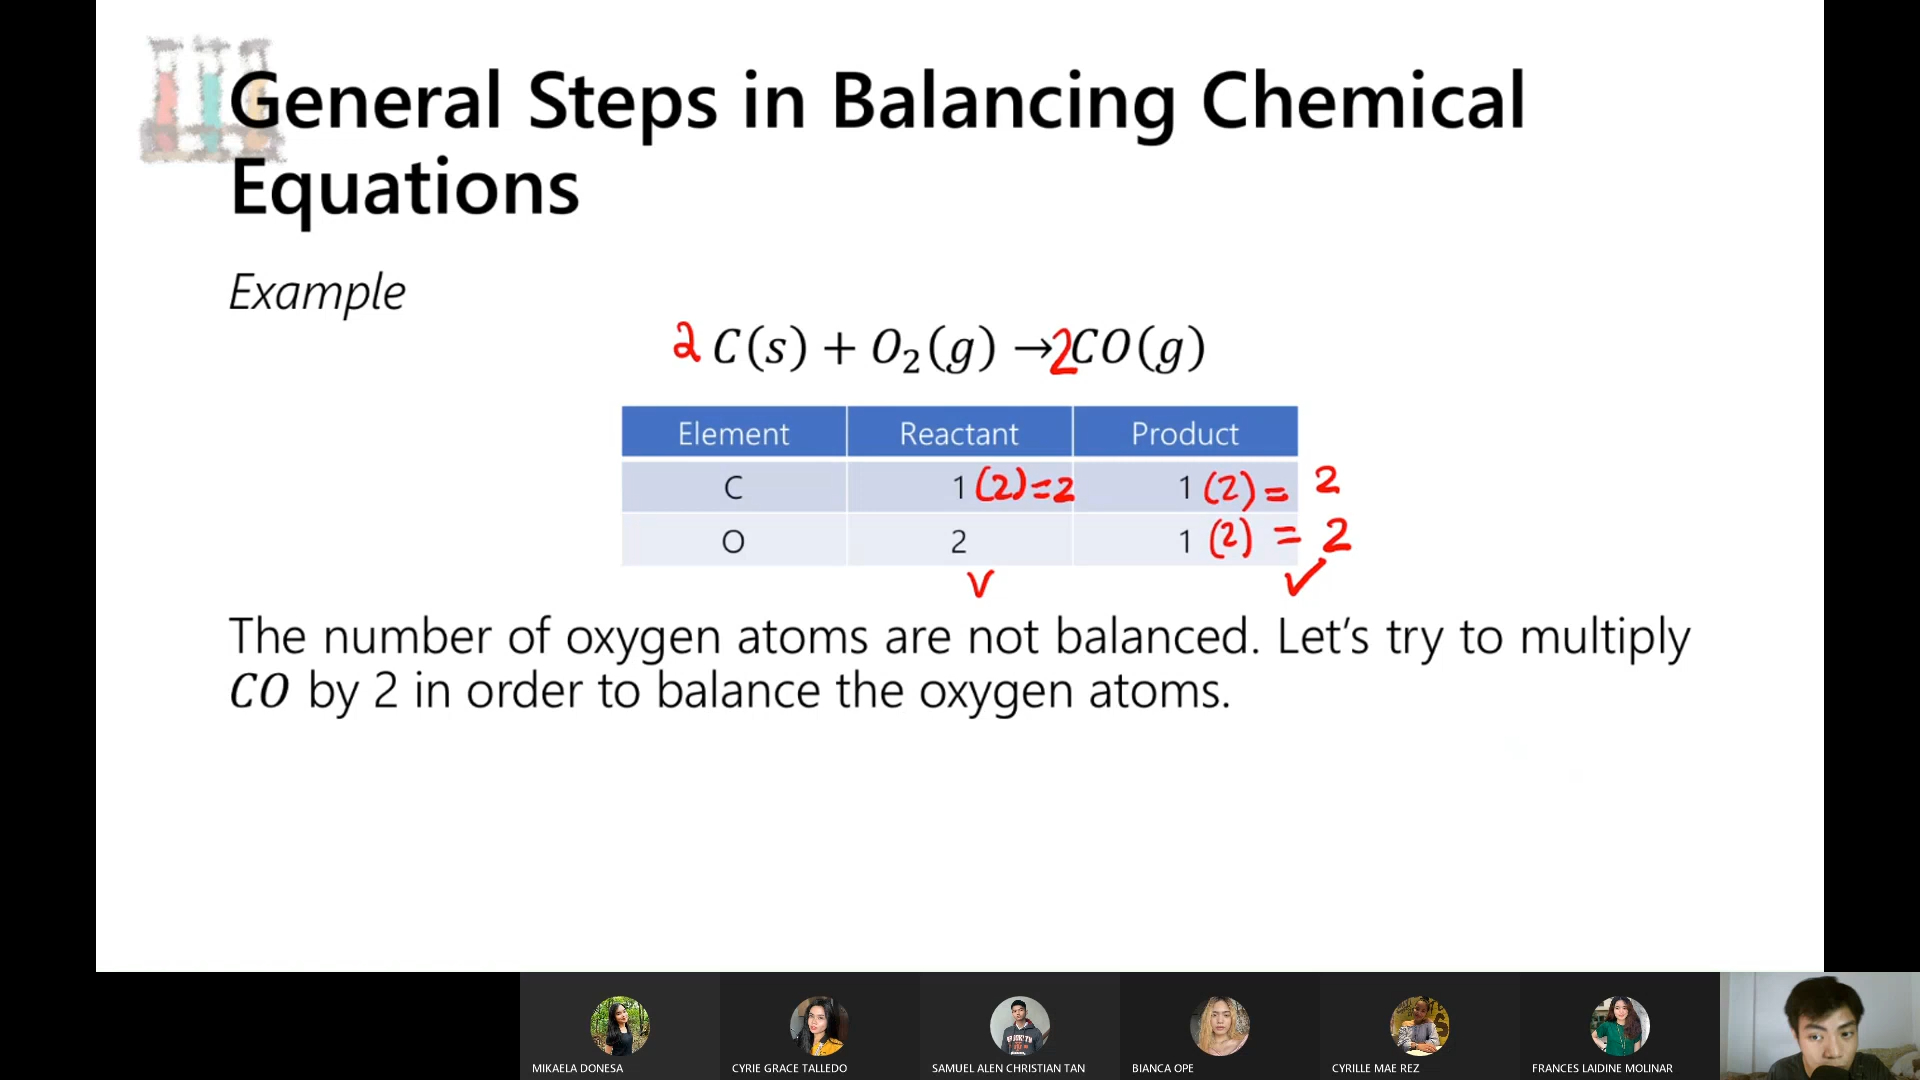 General Steps in Balancing Chemical
Equations
Example
2 C(s) + O₂(g) → 2CO(g)
Element Reactant Product
C 1 (2)=2 1 (2) = 2
O 2 1 (2) = 2
The number of oxygen atoms are not balanced. Let's try to multiply
CO by 2 in order to balance the oxygen atoms.
MIKAELA DONESA CYRIE GRACE TALLEDO SAMUEL ALEN CHRISTIAN TAN BIANCA OPE CYRILLE MAE REZ FRANCES LAIDINE MOLINAR